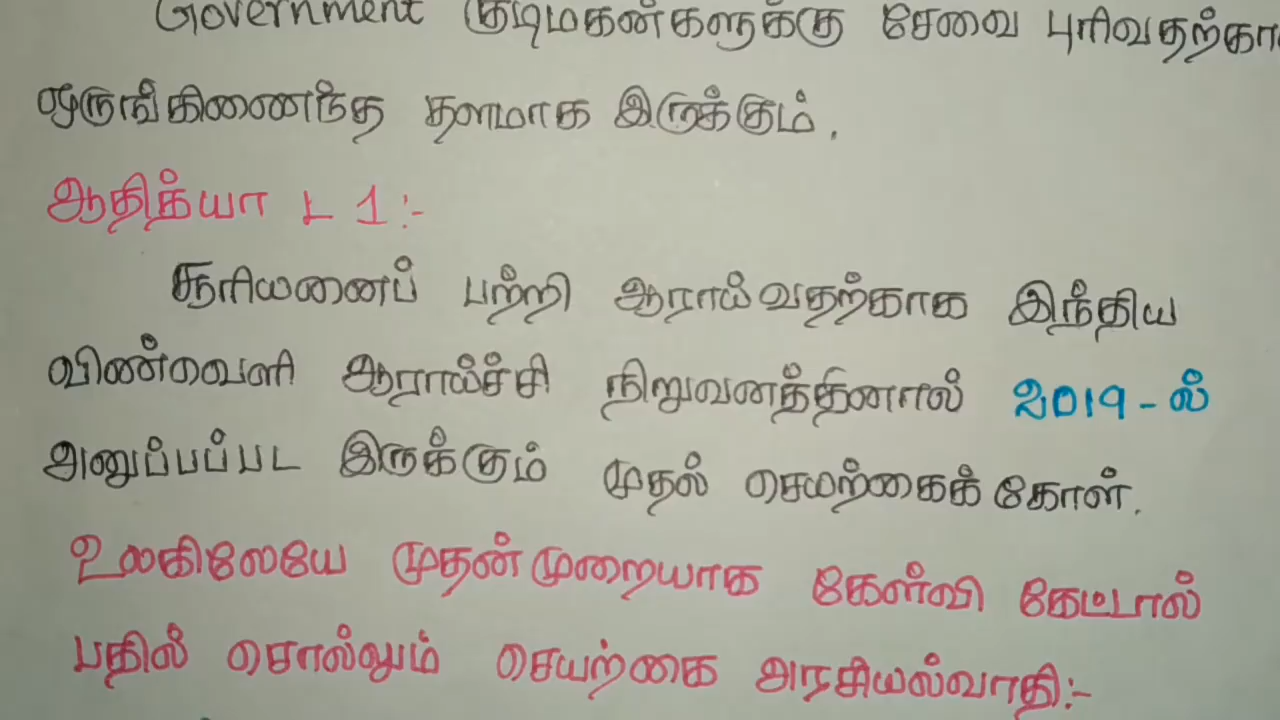 Government குடிமகன்களுக்கு சேவை புரிவதற்கா
ஒருங்கிணைந்த தளமாக இருக்கும்.
ஆதித்யா L 1:-
சூரியனைப் பற்றி ஆராய்வதற்காக இந்திய
விண்வெளி ஆராய்ச்சி நிறுவனத்தினால் 2019-ல்
அனுப்பப்பட இருக்கும் முதல் செயற்கைக்கோள்.
உலகிலேயே முதன்முறையாக கேள்வி கேட்டால்
பதில் சொல்லும் செயற்கை அரசியல்வாதி:-